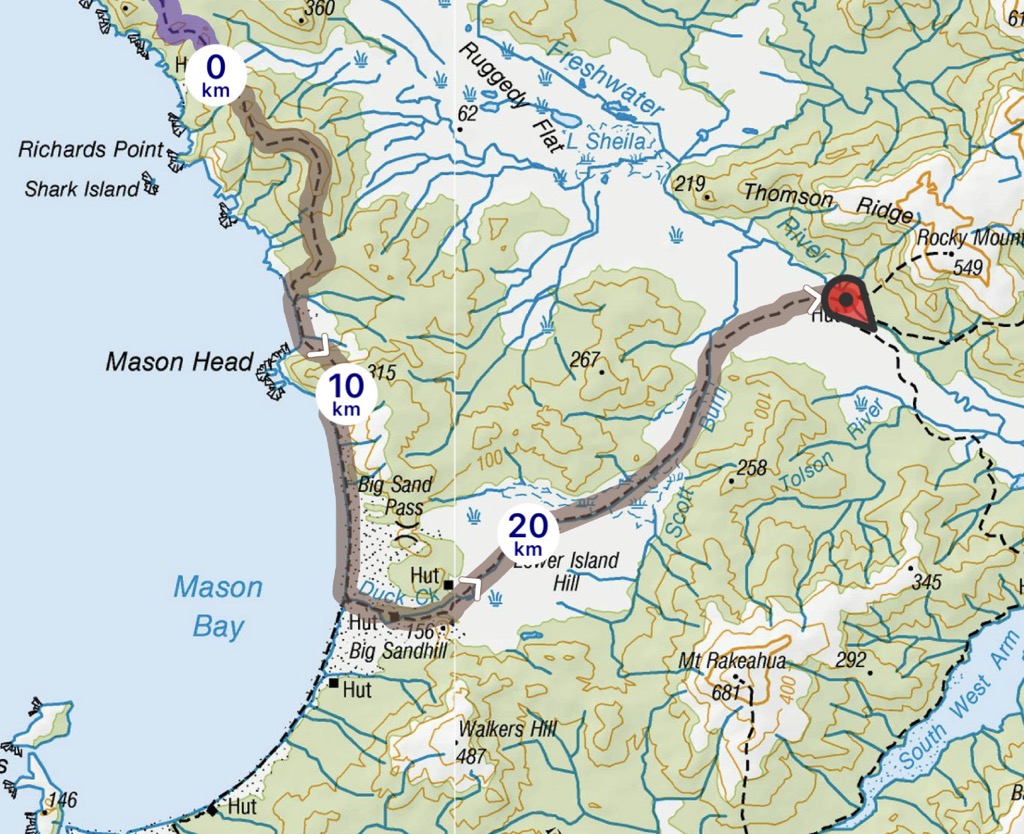 360
0
km
Freshwater
Ruggedy Flat
62
L Sheila
Richards Point
Shark Island
219
Thomson Ridge
River
Rocky Mount
549
Mason Head
10
km
315
267
Burn
100
River
100
258
Tolson
Big Sand
Pass
Scott
20
km
Lower Island
Hill
Hut
Duck Ck
Mason
Bay
345
Hut
156
Big Sandhill
Mt Rakeahua
681
400
292
Hut
Walkers Hill
487
South West Arm
146
Hut